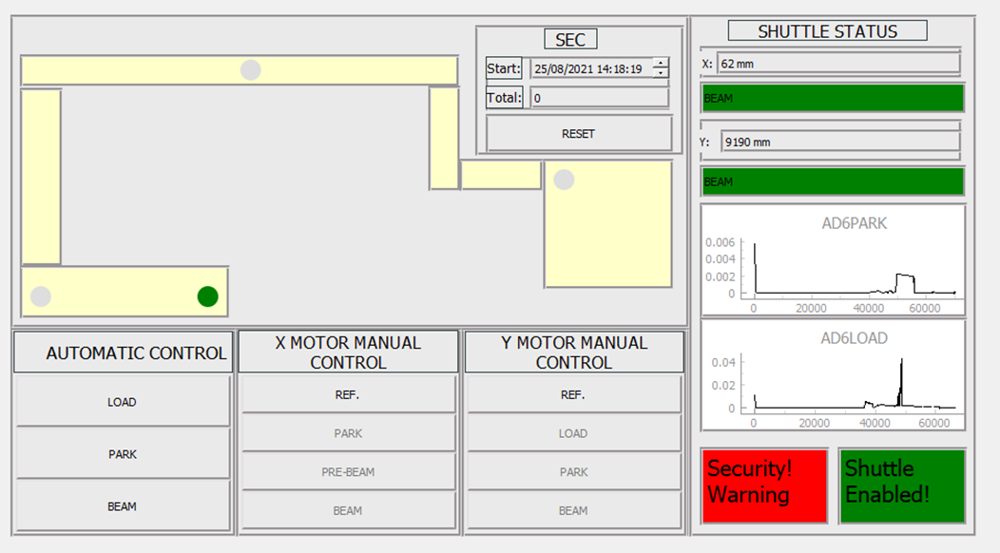 SEC
Start: 25/08/2021 14:18:19
Total: 0
RESET
SHUTTLE STATUS
X: 62 mm
BEAM
Y: 9190 mm
BEAM
AD6PARK
0.006
0.004
0.002
0
0 20000 40000 60000
AD6LOAD
0.04
0.02
0
0 20000 40000 60000
AUTOMATIC CONTROL
LOAD
PARK
BEAM
X MOTOR MANUAL
CONTROL
REF.
PARK
PRE-BEAM
BEAM
Y MOTOR MANUAL
CONTROL
REF.
LOAD
PARK
BEAM
Security!
Warning
Shuttle
Enabled!